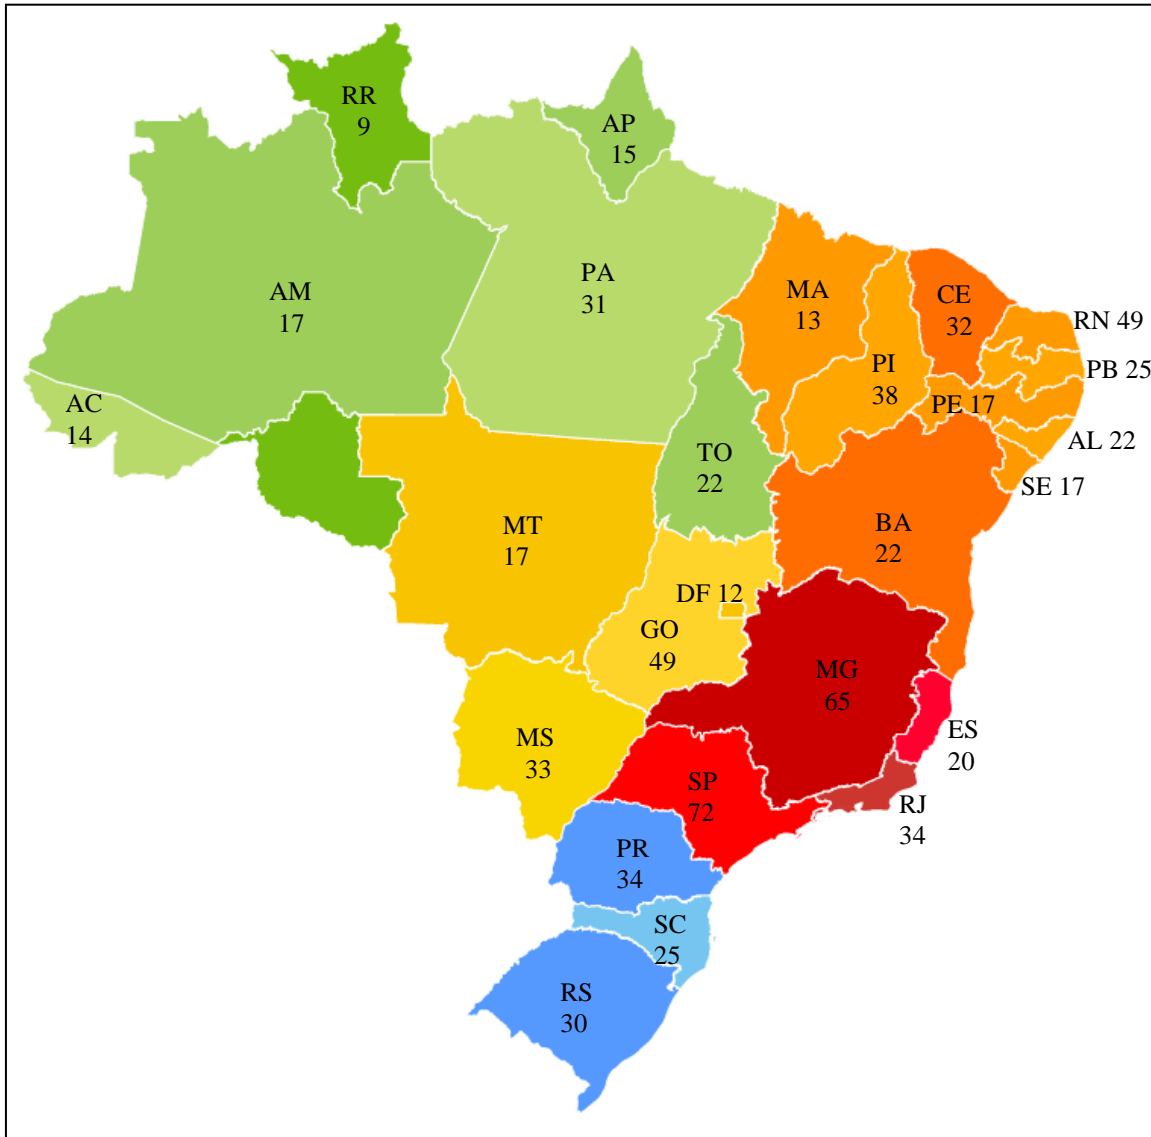 RR
9
AP
15
AM
17
PA
31
MA
13
CE
32
RN 49
PI
38
PB 25
AC
14
PE 17
AL 22
TO
22
SE 17
MT
17
BA
22
DF 12
GO
49
MG
65
MS
33
ES
20
SP
72
RJ
34
PR
34
SC
25
RS
30